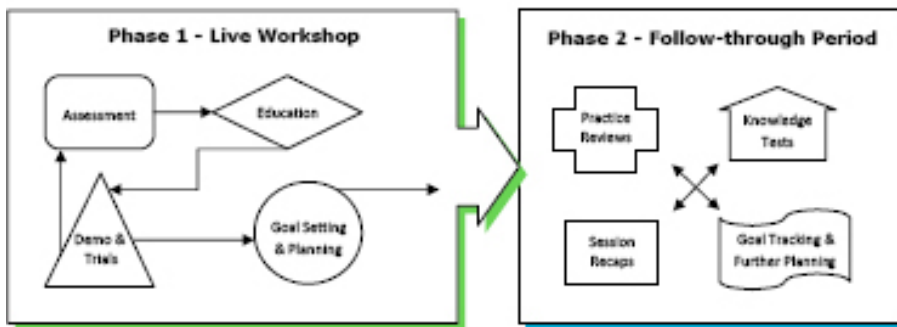 Phase 1 - Live Workshop
Assessment
Education
Demo &
Trials
Goal Setting
& Planning
Phase 2 - Follow-through Period
Practice
Reviews
Knowledge
Tests
Session
Recaps
Goal Tracking &
Further Planning